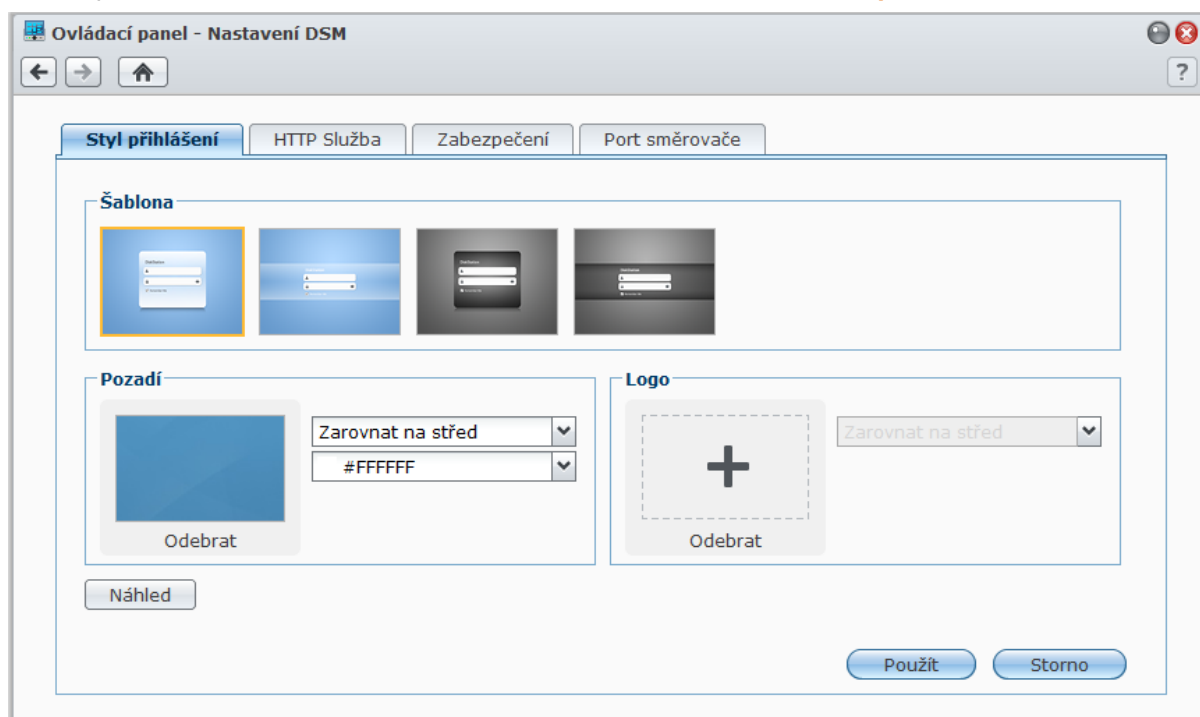 Ovládací panel - Nastavení DSM
?
Styl přihlášení HTTP Služba Zabezpečení Port směrovače
Šablona
Pozadí
Zarovnat na střed
#FFFFFF
Odebrat
Logo
Zarovnat na střed
Odebrat
Náhled
Použít Storno